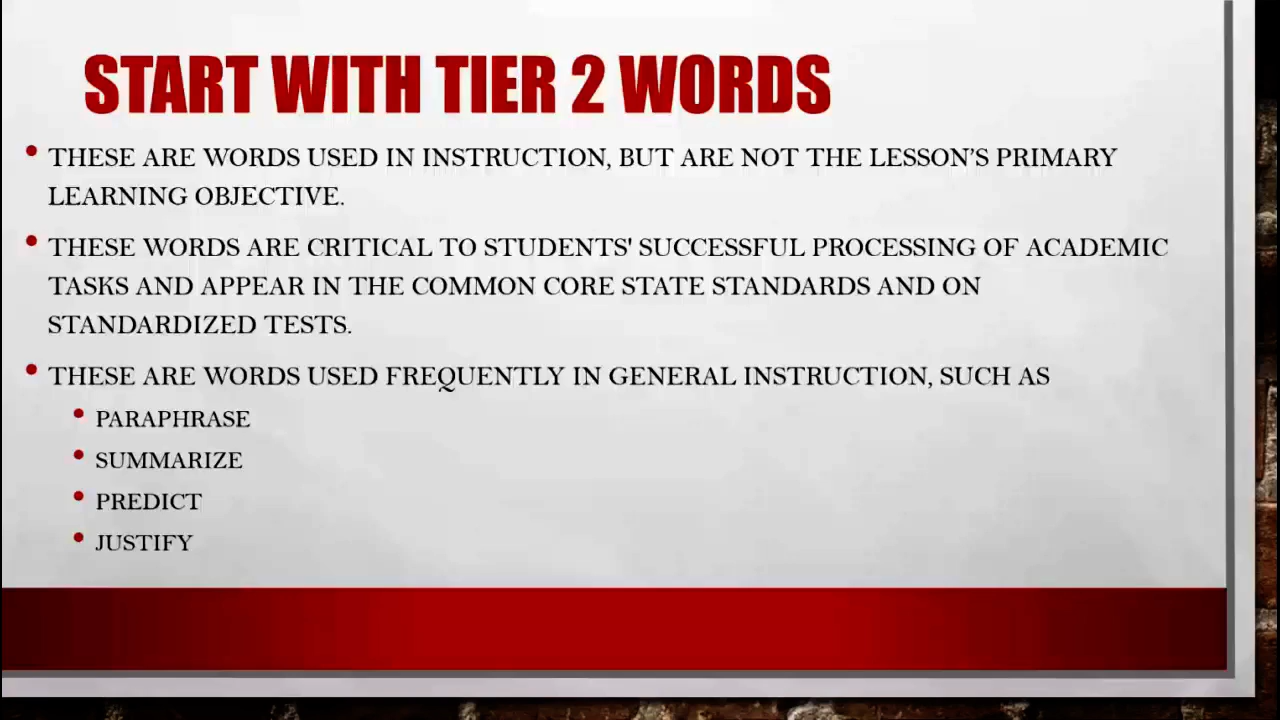 START WITH TIER 2 WORDS
• THESE ARE WORDS USED IN INSTRUCTION, BUT ARE NOT THE LESSON’S PRIMARY
LEARNING OBJECTIVE.
• THESE WORDS ARE CRITICAL TO STUDENTS' SUCCESSFUL PROCESSING OF ACADEMIC
TASKS AND APPEAR IN THE COMMON CORE STATE STANDARDS AND ON
STANDARDIZED TESTS.
• THESE ARE WORDS USED FREQUENTLY IN GENERAL INSTRUCTION, SUCH AS
• PARAPHRASE
• SUMMARIZE
• PREDICT
• JUSTIFY